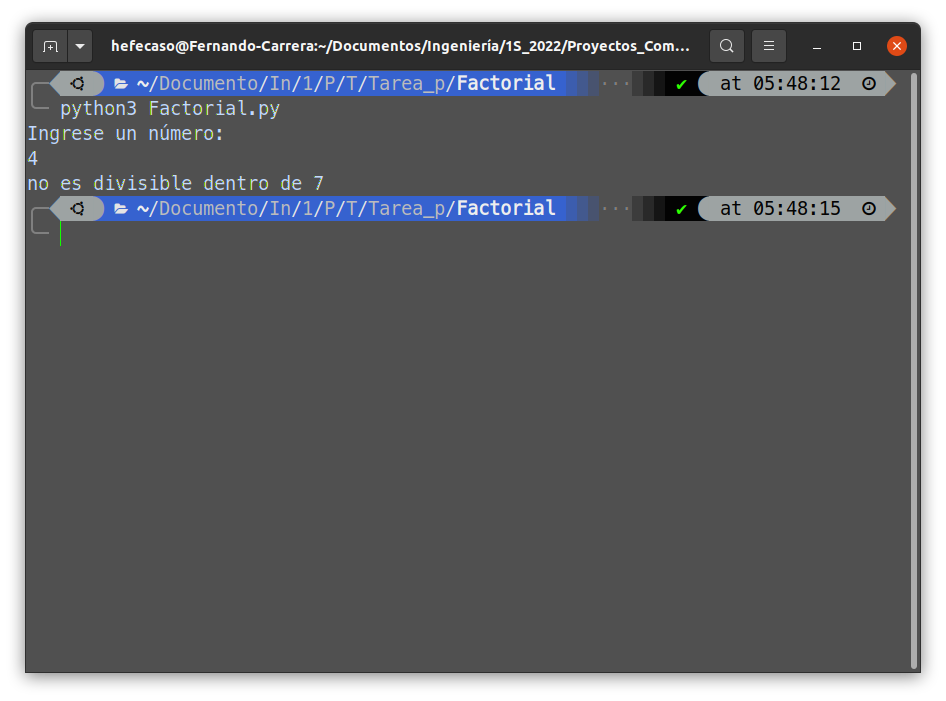 hefecaso@Fernando-Carrera:~/Documentos/Ingeniería/1S_2022/Proyectos_Com...
~/Documento/In/1/P/T/Tarea_p/Factorial ··· ✔ at 05:48:12
python3 Factorial.py
Ingrese un número:
4
no es divisible dentro de 7
~/Documento/In/1/P/T/Tarea_p/Factorial ··· ✔ at 05:48:15